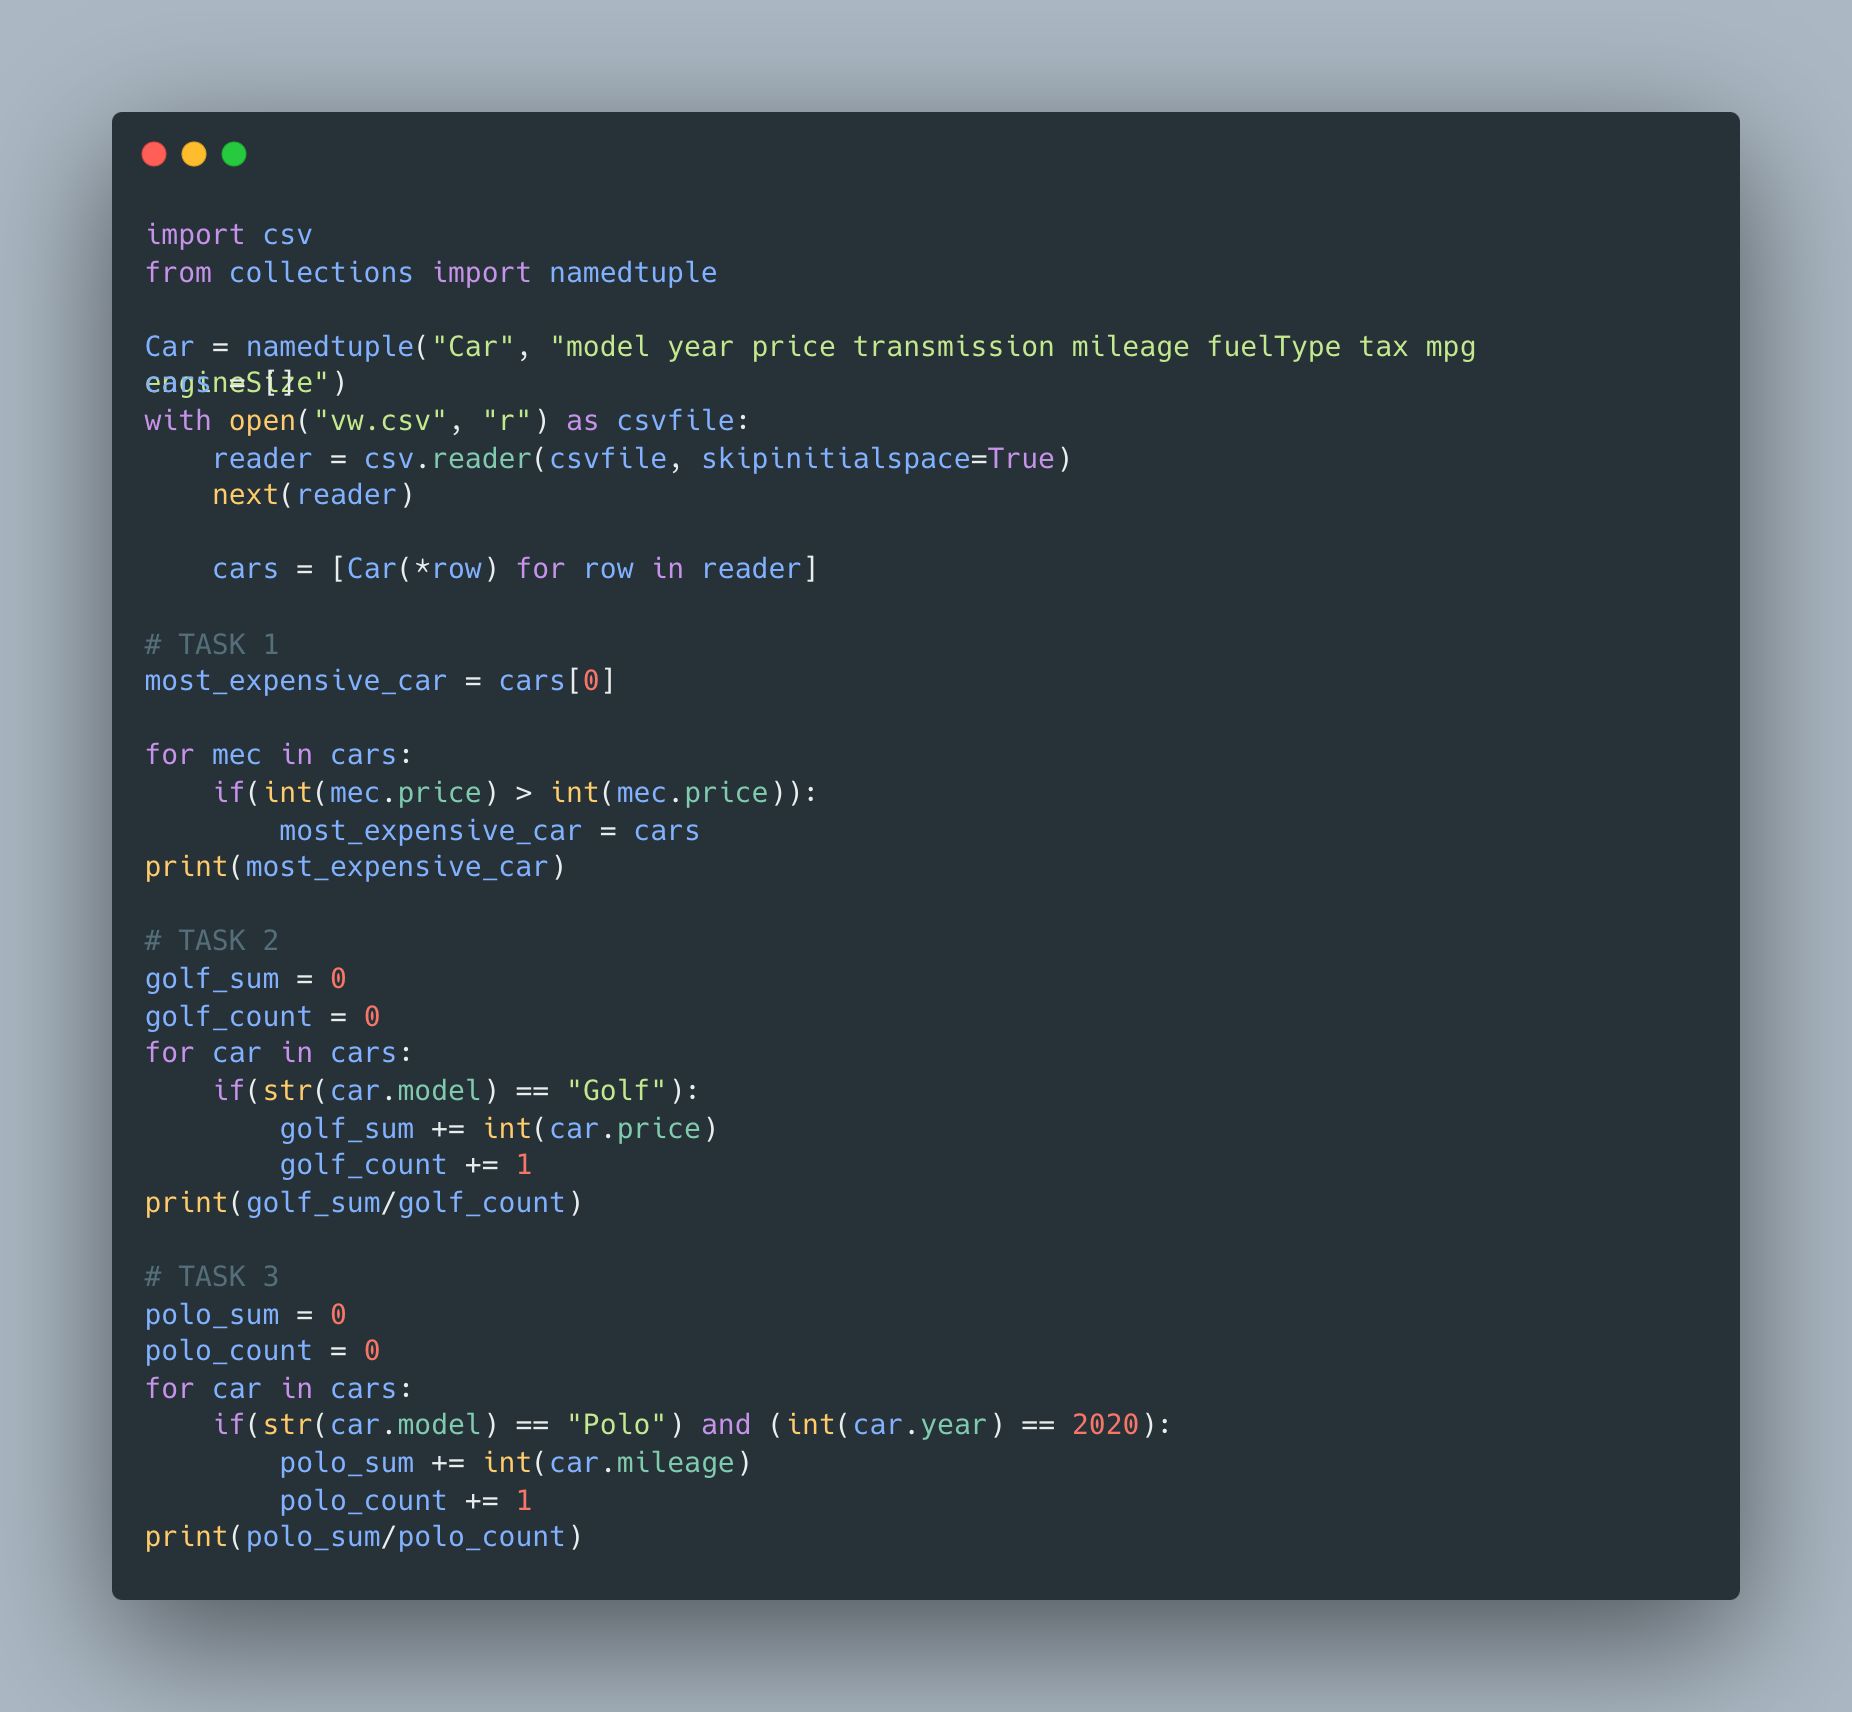 import csv
from collections import namedtuple
Car = namedtuple("Car", "model year price transmission mileage fuelType tax mpg
engineSize")
cars = []
with open("vw.csv", "r") as csvfile:
    reader = csv.reader(csvfile, skipinitialspace=True)
    next(reader)
    cars = [Car(*row) for row in reader]
# TASK 1
most_expensive_car = cars[0]
for mec in cars:
    if(int(mec.price) > int(mec.price)):
        most_expensive_car = cars
print(most_expensive_car)
# TASK 2
golf_sum = 0
golf_count = 0
for car in cars:
    if(str(car.model) == "Golf"):
        golf_sum += int(car.price)
        golf_count += 1
print(golf_sum/golf_count)
# TASK 3
polo_sum = 0
polo_count = 0
for car in cars:
    if(str(car.model) == "Polo") and (int(car.year) == 2020):
        polo_sum += int(car.mileage)
        polo_count += 1
print(polo_sum/polo_count)